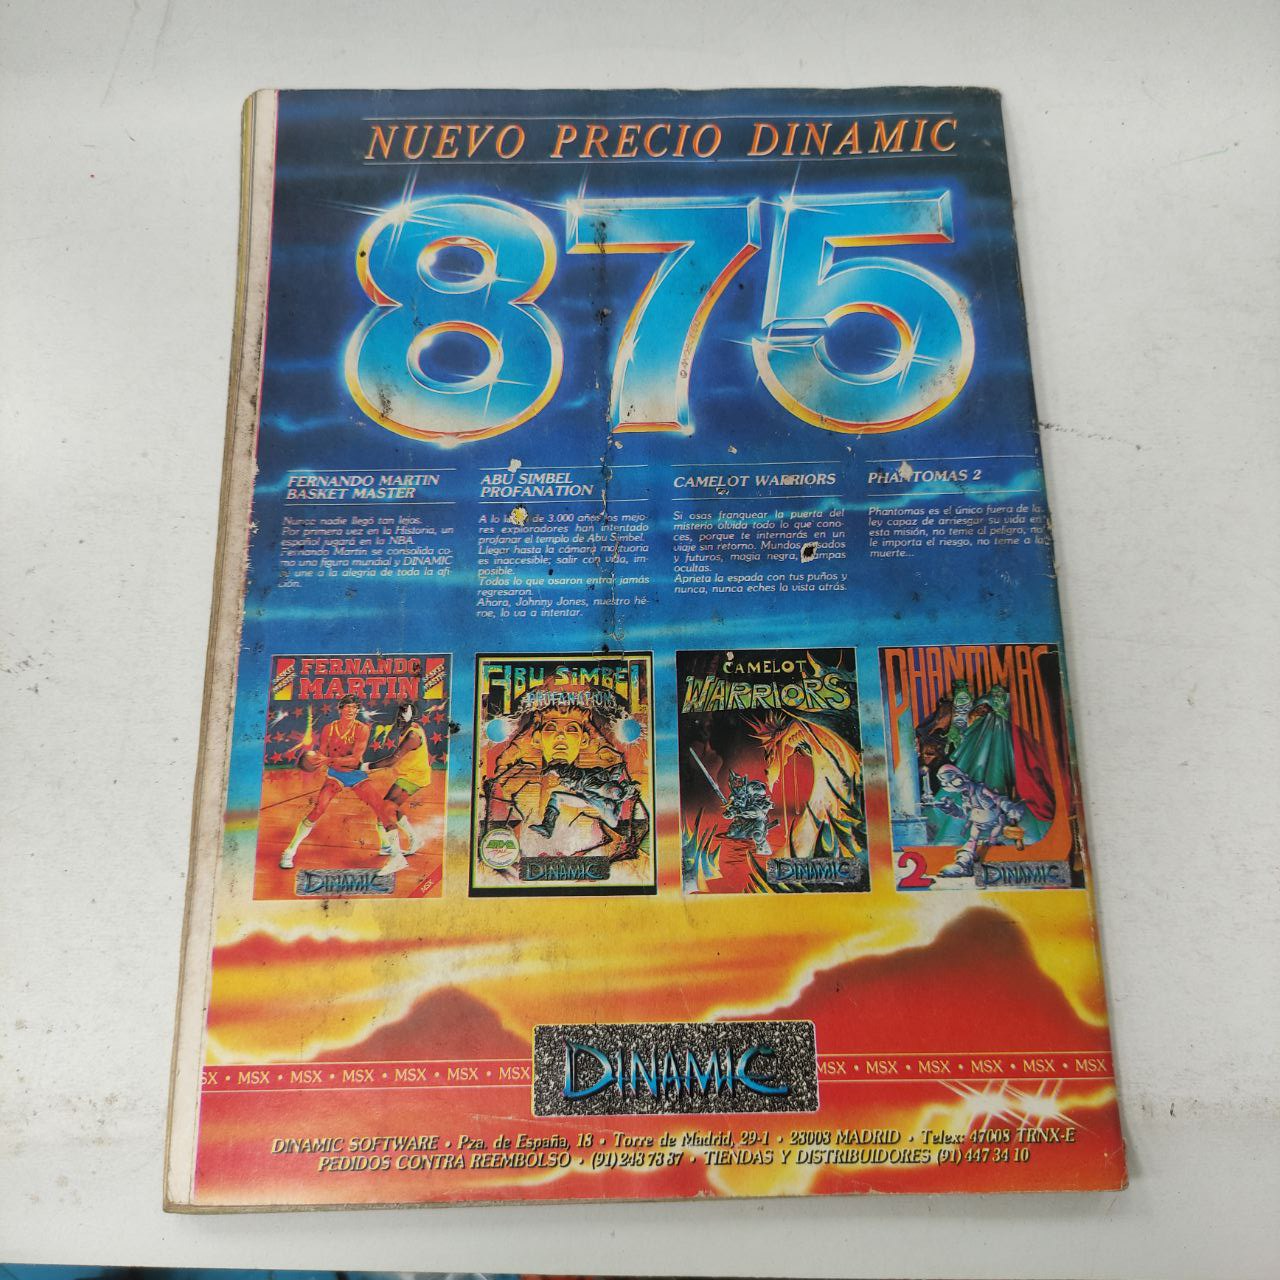 NUEVO PRECIO DINAMIC
875
FERNANDO MARTIN
BASKET MASTER
Nunca nadie llegó tan lejos.
Por primera vez en la Historia, un
español jugará en la NBA.
Fernando Martín se consolida co-
mo una figura mundial y DINAMIC
se une a la alegría de toda la afi-
ción.
ABU SIMBEL
PROFANATION
A lo de 3.000 años los mejo-
res exploradores han intentado
profanar el templo de Abu Simbel.
Llegar hasta la cámara mortuoria
es inaccesible; salir con vida, im-
posible.
Todos lo que osaron entrar jamás
regresaron.
Ahora, Johnny Jones, nuestro hé-
roe, lo va a intentar.
CAMELOT WARRIORS
Si osas franquear la puerta del
misterio olvida todo lo que cono-
ces, porque te internarás en un
viaje sin retorno. Mundos pasados
y futuros, magia negra, trampas
ocultas.
Aprieta la espada con tus puños y
nunca, nunca eches la vista atrás.
PHANTOMAS 2
Phantomas es el único fuera de la
ley capaz de arriesgar su vida en
esta misión, no teme al peligro, no
le importa el riesgo, no teme a la
muerte...
FERNANDO
MARTIN
BASKET MASTER
BASKET MASTER
DINAMIC
MSX
ABU SIMBEL
PROFANATION
DINAMIC
CAMELOT
WARRIORS
DINAMIC
PHANTOMAS
2
DINAMIC
SX • MSX • MSX • MSX • MSX • MSX • MSX
DINAMIC
MSX • MSX • MSX • MSX • MSX • MSX
DINAMIC SOFTWARE • Pza. de España, 18 • Torre de Madrid, 29-1 • 28008 MADRID • Telex: 47008 TRNX-E
PEDIDOS CONTRA REEMBOLSO • (91) 248 78 87 • TIENDAS Y DISTRIBUIDORES (91) 447 34 10